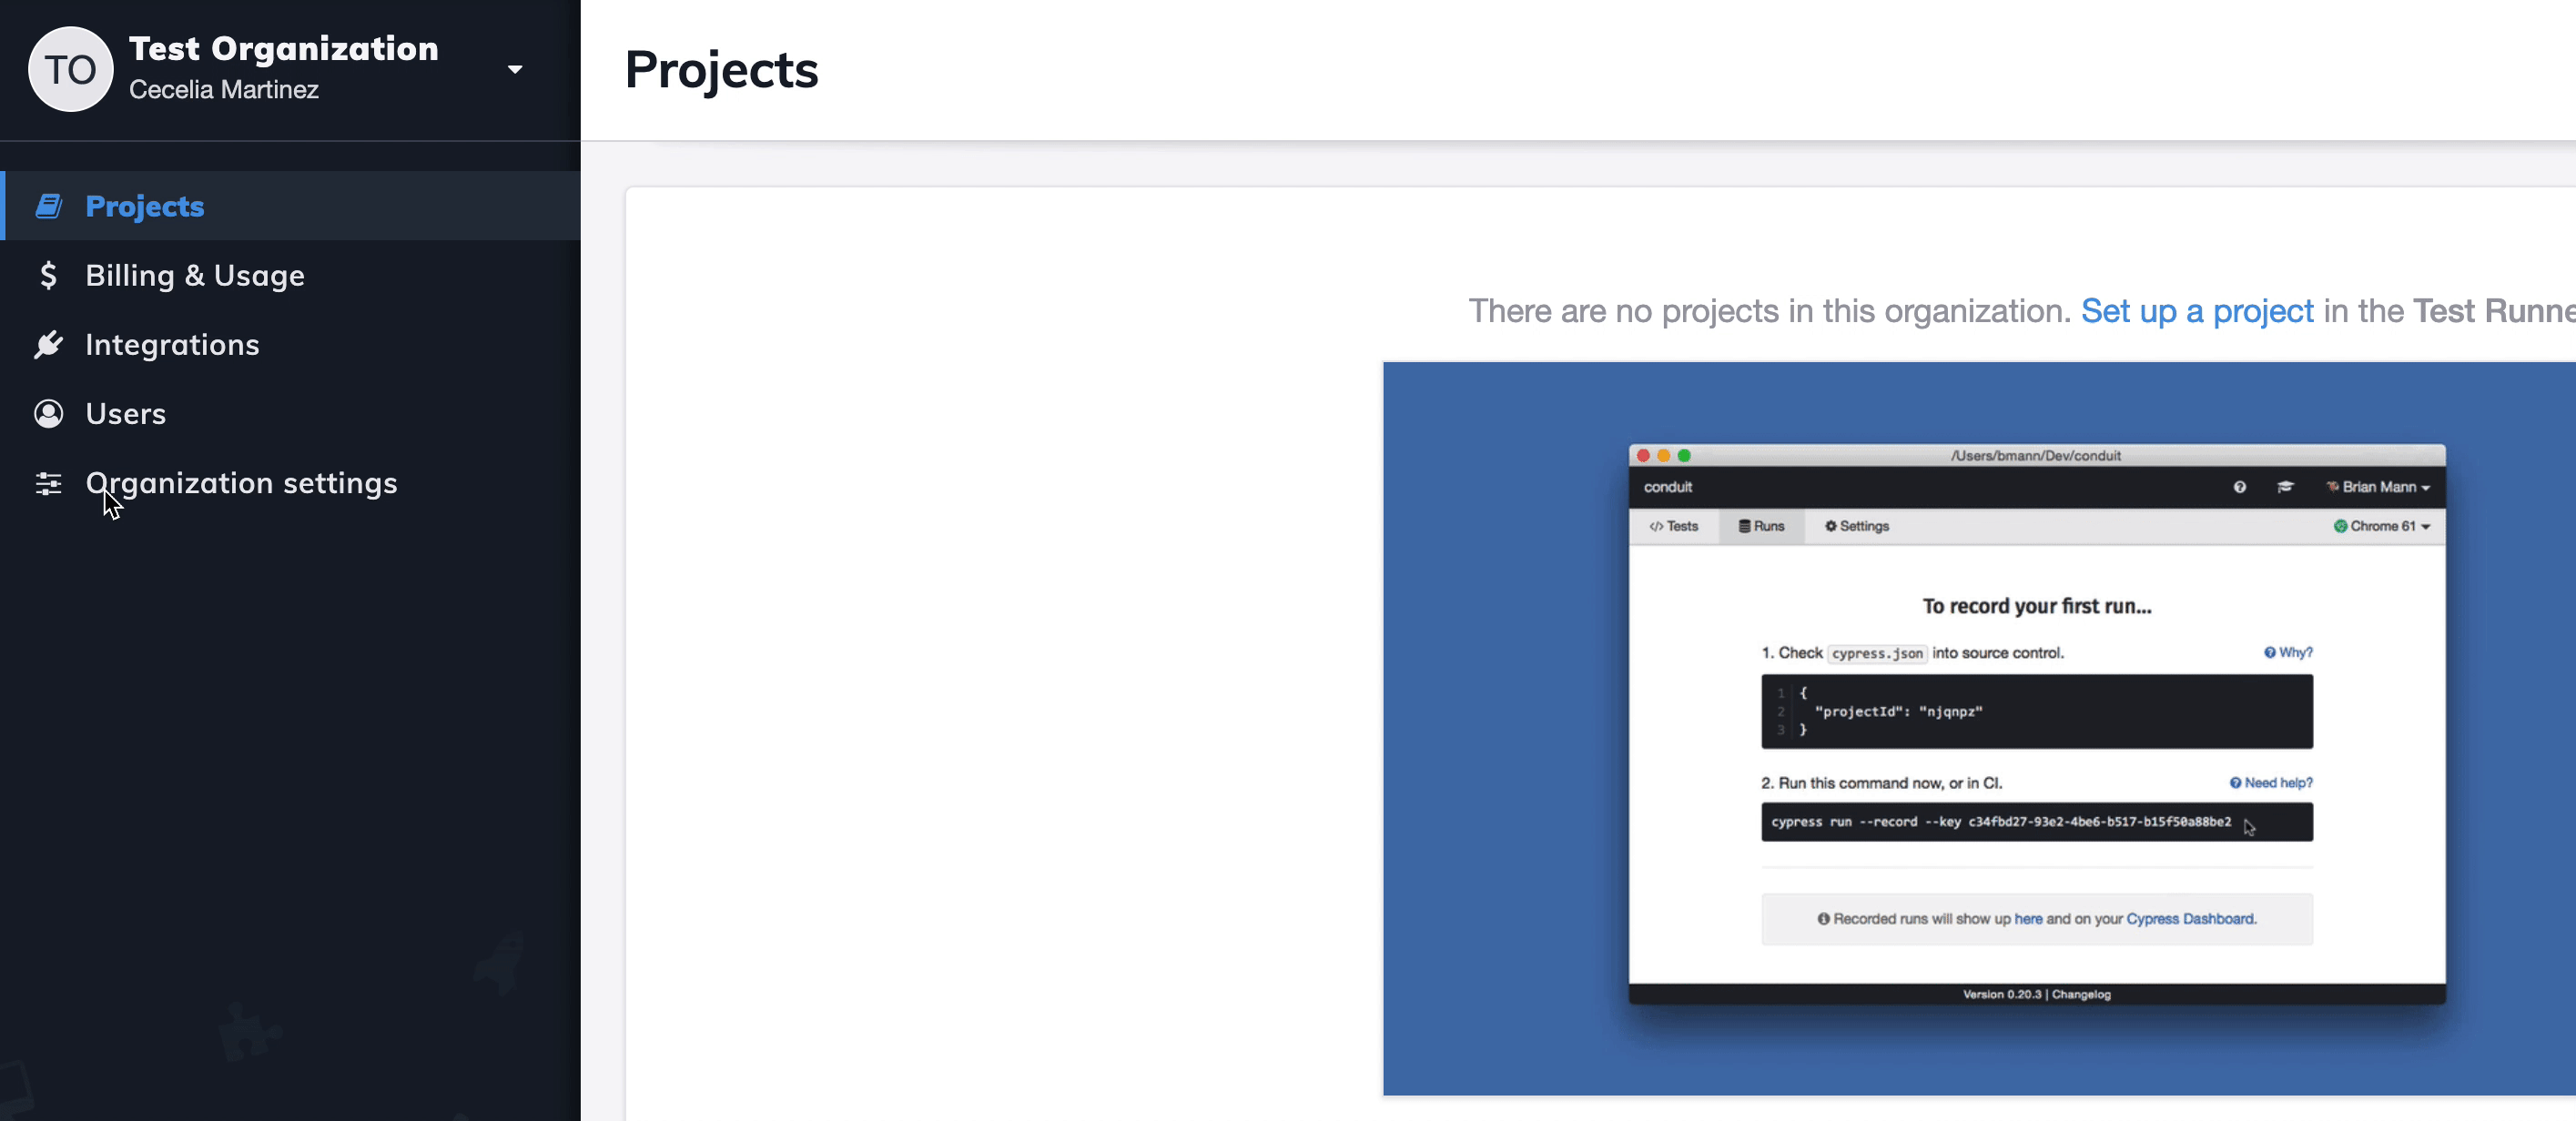 TO
Test Organization
Cecelia Martinez
Projects
Billing & Usage
Integrations
Users
Organization settings
Projects
There are no projects in this organization. Set up a project in the Test Runne
/Users/bmann/Dev/conduit
conduit
Brian Mann
</> Tests
Runs
Settings
Chrome 61
To record your first run...
1. Check cypress.json into source control.
Why?
1 {
2 "projectId": "njqnpz"
3 }
2. Run this command now, or in CI.
Need help?
cypress run --record --key c34fbd27-93e2-4be6-b517-b15f50a88be2
Recorded runs will show up here and on your Cypress Dashboard.
Version 0.20.3 | Changelog